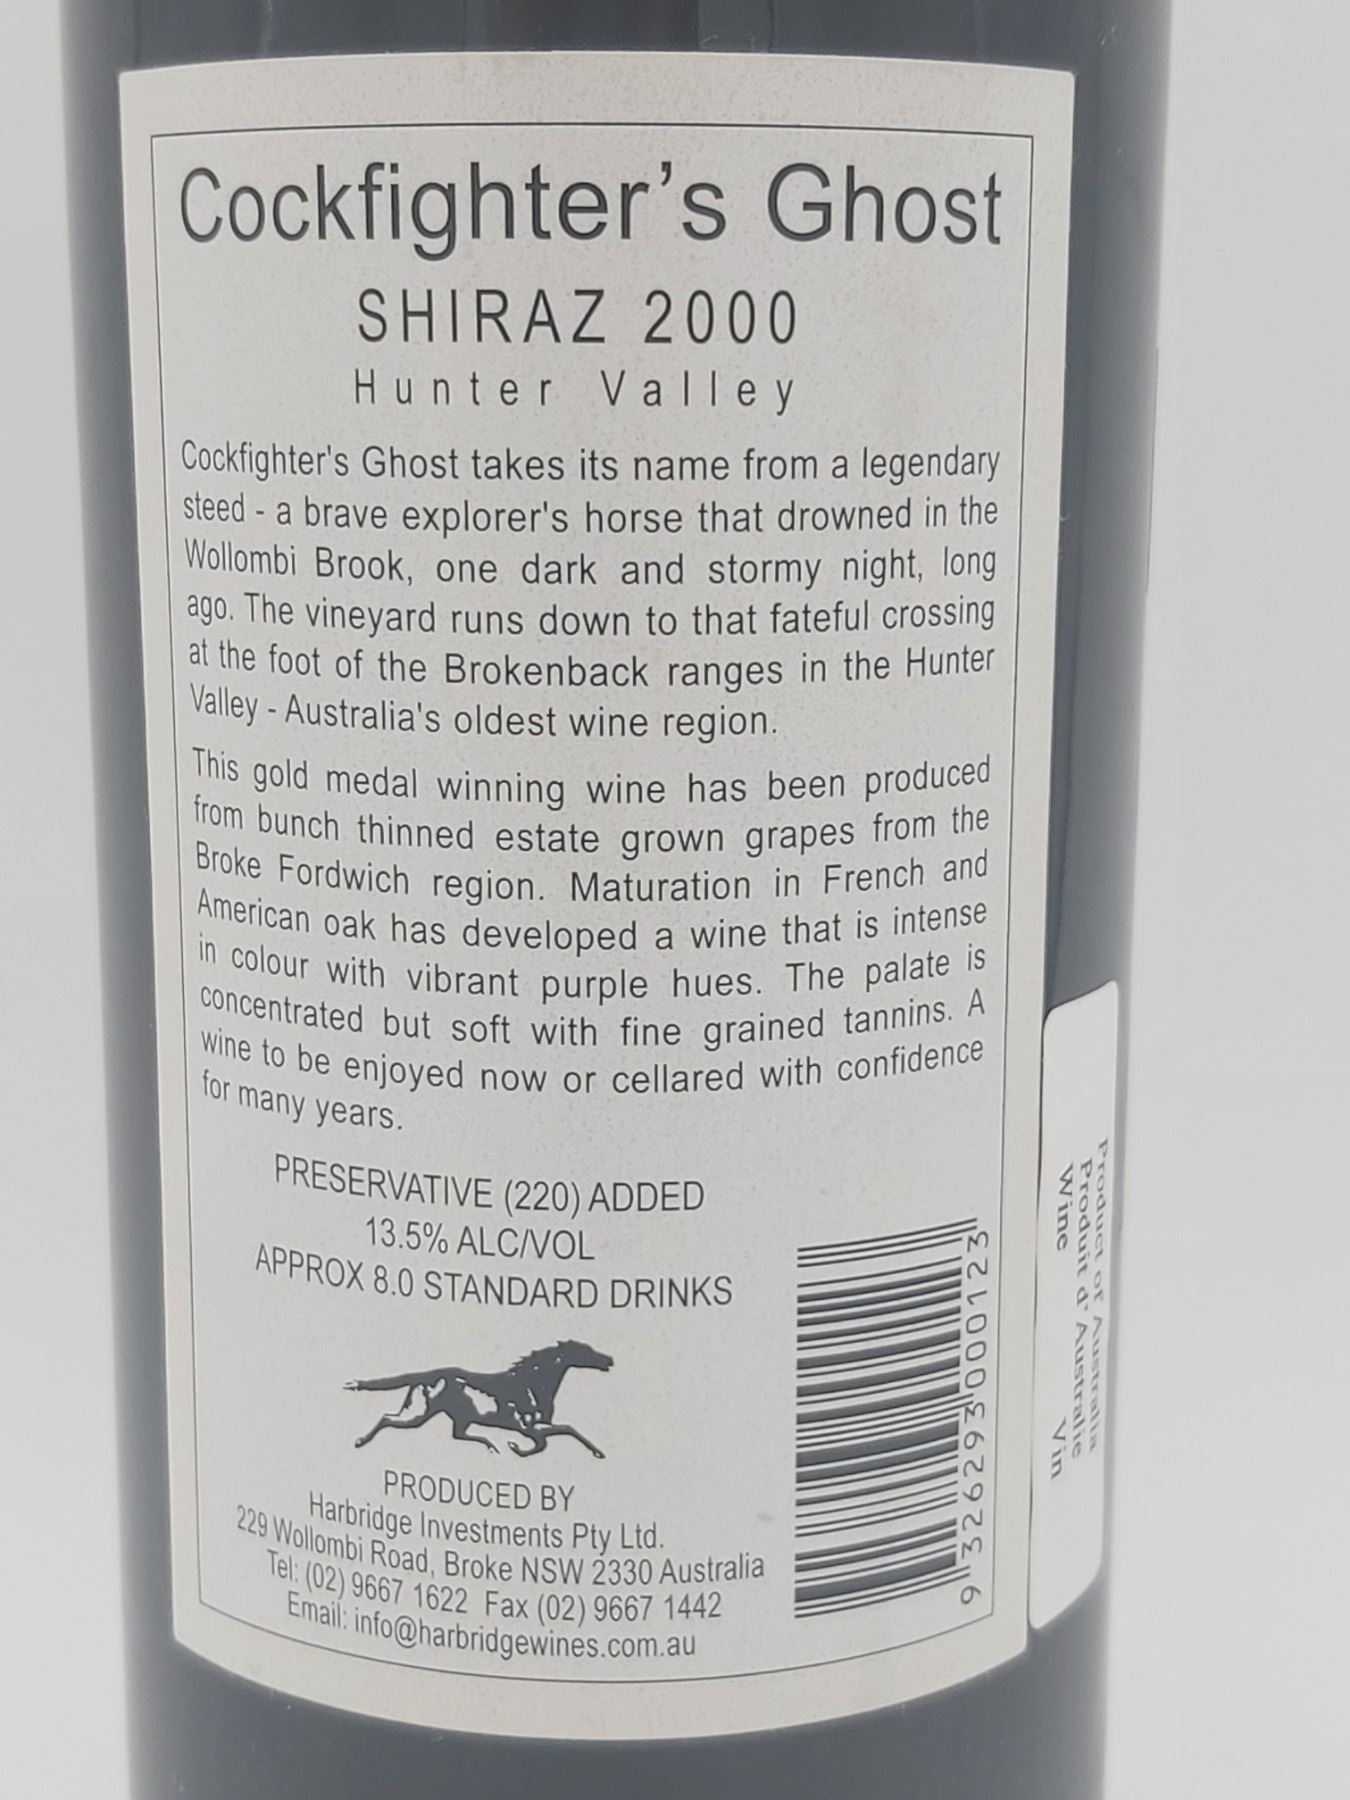 Cockfighter's Ghost
SHIRAZ 2000
Hunter Valley
Cockfighter's Ghost takes its name from a legendary
steed - a brave explorer's horse that drowned in the
Wollombi Brook, one dark and stormy night, long
ago. The vineyard runs down to that fateful crossing
at the foot of the Brokenback ranges in the Hunter
Valley - Australia's oldest wine region.
This gold medal winning wine has been produced
from bunch thinned estate grown grapes from the
Broke Fordwich region. Maturation in French and
American oak has developed a wine that is intense
in colour with vibrant purple hues. The palate is
concentrated but soft with fine grained tannins. A
wine to be enjoyed now or cellared with confidence
for many years.
PRESERVATIVE (220) ADDED
13.5% ALC/VOL
APPROX 8.0 STANDARD DRINKS
PRODUCED BY
Harbridge Investments Pty Ltd.
229 Wollombi Road, Broke NSW 2330 Australia
Tel: (02) 9667 1622 Fax (02) 9667 1442
Email: info@harbridgewines.com.au
9 326293 000123
Product of Australia
Produit d' Australie
Wine Vin